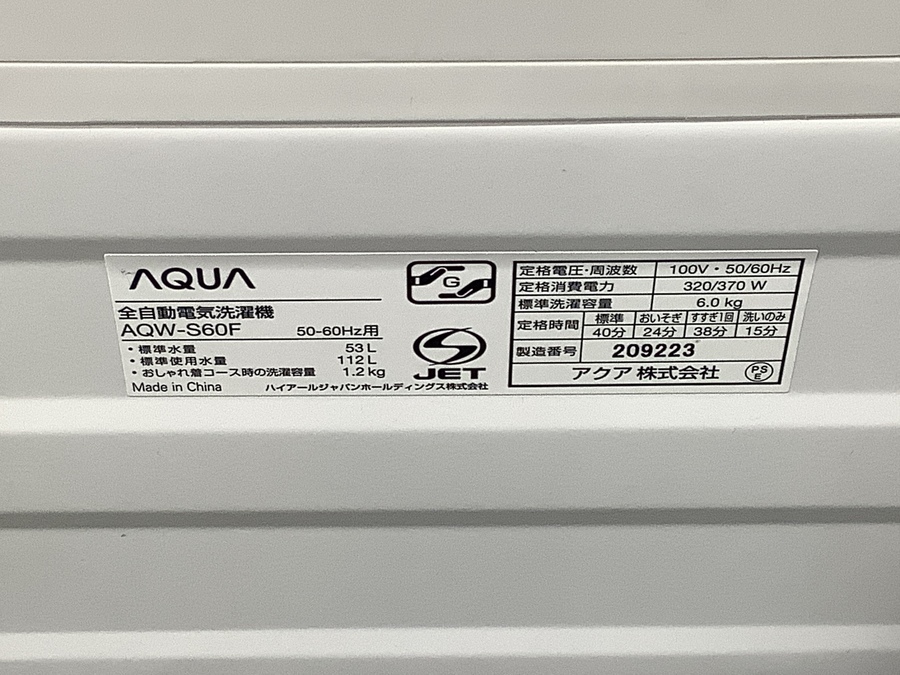 AQUA
全自動電気洗濯機
AQW-S60F 50-60Hz用
・標準水量 53L
・標準使用水量 112L
・おしゃれ着コース時の洗濯容量 1.2kg
Made in China ハイアールジャパンホールディングス株式会社
G
JET
定格電圧・周波数 100V・50/60Hz
定格消費電力 320/370 W
標準洗濯容量 6.0 kg
定格時間 標準 おいそぎ すすぎ1回 洗いのみ
40分 24分 38分 15分
製造番号 209223
アクア 株式会社 PSE